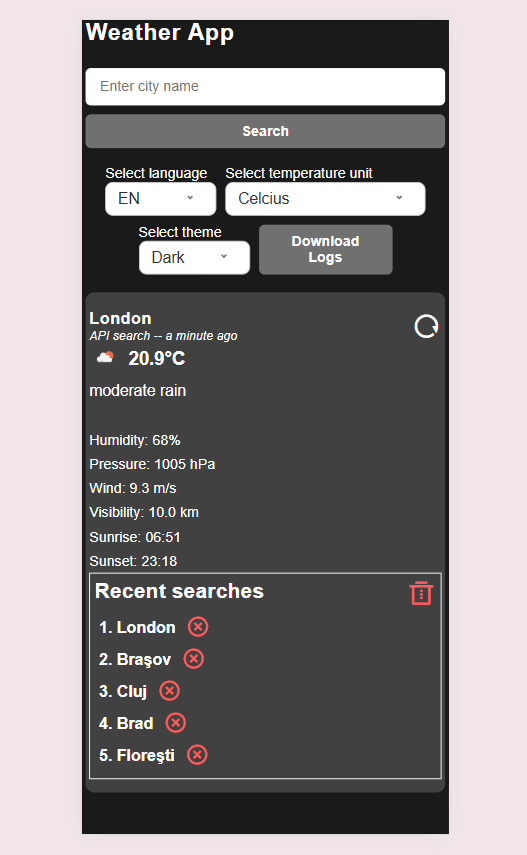 Weather App
Enter city name
Search
Select language Select temperature unit
EN Celcius
Select theme
Dark
Download
Logs
London
API search -- a minute ago
20.9°C
moderate rain
Humidity: 68%
Pressure: 1005 hPa
Wind: 9.3 m/s
Visibility: 10.0 km
Sunrise: 06:51
Sunset: 23:18
Recent searches
1. London
2. Braşov
3. Cluj
4. Brad
5. Floreşti